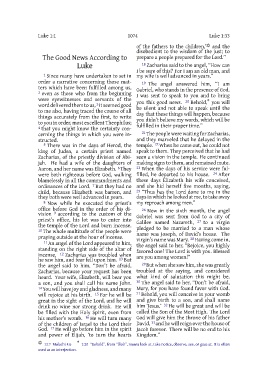 Luke 1:1 1074 Luke 1:33
The Good News According to
Luke
1 Since many have undertaken to set in
order a narrative concerning those mat-
ters which have been fulfilled among us,
2 even as those who from the beginning
were eyewitnesses and servants of the
word delivered them to us, 3 it seemed good
to me also, having traced the course of all
things accurately from the first, to write
to you in order, most excellent Theophilus;
4 that you might know the certainty con-
cerning the things in which you were in-
structed.
5 There was in the days of Herod, the
king of Judea, a certain priest named
Zacharias, of the priestly division of Abi-
jah. He had a wife of the daughters of
Aaron, and her name was Elizabeth. 6 They
were both righteous before God, walking
blamelessly in all the commandments and
ordinances of the Lord. 7 But they had no
child, because Elizabeth was barren, and
they both were well advanced in years.
8 Now while he executed the priest's
office before God in the order of his di-
vision 9 according to the custom of the
priest's office, his lot was to enter into
the temple of the Lord and burn incense.
10 The whole multitude of the people were
praying outside at the hour of incense.
11 An angel of the Lord appeared to him,
standing on the right side of the altar of
incense. 12 Zacharias was troubled when
he saw him, and fear fell upon him. 13 But
the angel said to him, "Don't be afraid,
Zacharias, because your request has been
heard. Your wife, Elizabeth, will bear you
a son, and you shall call his name John.
14 You will have joy and gladness, and many
will rejoice at his birth. 15 For he will be
great in the sight of the Lord, and he will
drink no wine nor strong drink. He will
be filled with the Holy Spirit, even from
his mother's womb. 16 He will turn many
of the children of Israel to the Lord their
God. 17 He will go before him in the spirit
and power of Elijah, 'to turn the hearts
of the fathers to the children,' and the
disobedient to the wisdom of the just; to
prepare a people prepared for the Lord."
18 Zacharias said to the angel, "How can
I be sure of this? For I am an old man, and
my wife is well advanced in years."
19 The angel answered him, "I am
Gabriel, who stands in the presence of God.
I was sent to speak to you and to bring
you this good news. 20 Behold, you will
be silent and not able to speak until the
day that these things will happen, because
you didn't believe my words, which will be
fulfilled in their proper time."
21 The people were waiting for Zacharias,
and they marveled that he delayed in the
temple. 22 When he came out, he could not
speak to them. They perceived that he had
seen a vision in the temple. He continued
making signs to them, and remained mute.
23 When the days of his service were ful-
filled, he departed to his house. 24 After
these days Elizabeth his wife conceived,
and she hid herself five months, saying,
25 "Thus has the Lord done to me in the
days in which he looked at me, to take away
my reproach among men."
26 Now in the sixth month, the angel
Gabriel was sent from God to a city of
Galilee named Nazareth, 27 to a virgin
pledged to be married to a man whose
name was Joseph, of David's house. The
virgin's name was Mary. 28 Having come in,
the angel said to her, "Rejoice, you highly
favored one! The Lord is with you. Blessed
are you among women!"
29 But when she saw him, she was greatly
troubled at the saying, and considered
what kind of salutation this might be.
30 The angel said to her, "Don't be afraid,
Mary, for you have found favor with God.
31 Behold, you will conceive in your womb
and give birth to a son, and shall name
him 'Jesus.' 32 He will be great and will be
called the Son of the Most High. The Lord
God will give him the throne of his father
David, 33 and he will reign over the house of
Jacob forever. There will be no end to his